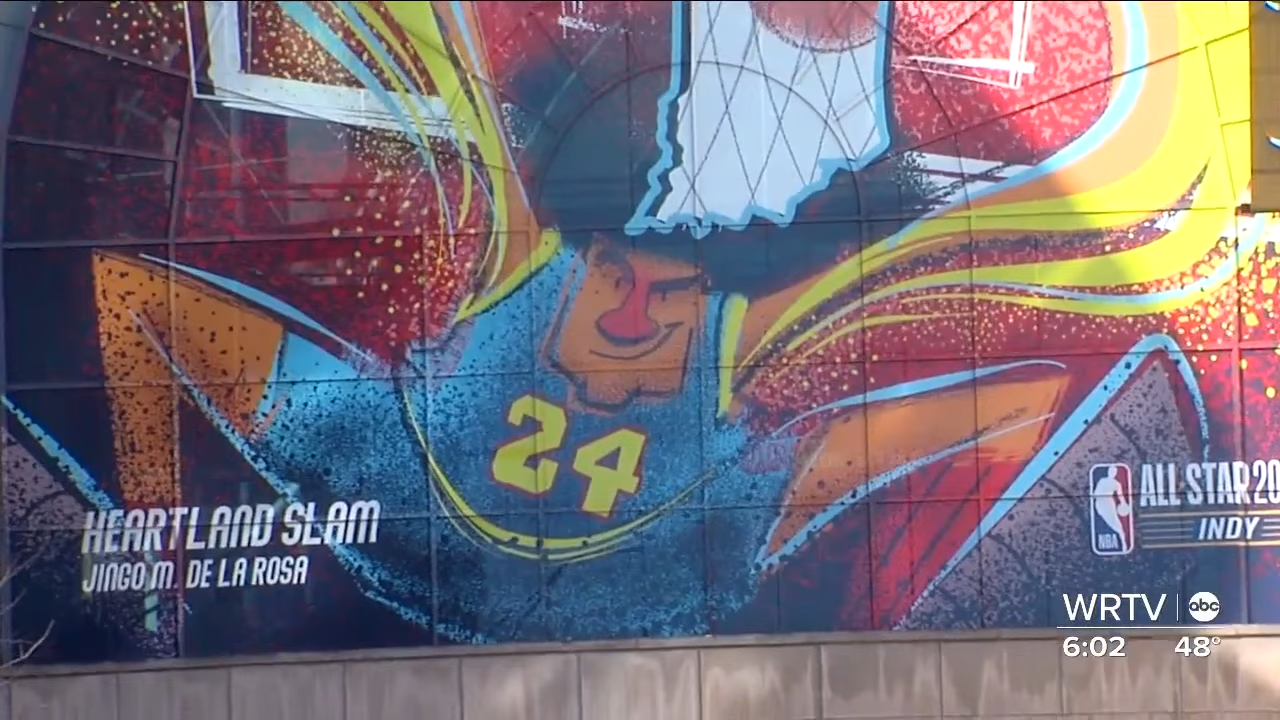 24
HEARTLAND SLAM
JINGO M. DE LA ROSA
NBA
ALL STAR 20
INDY
WRTV abc
6:02 48°